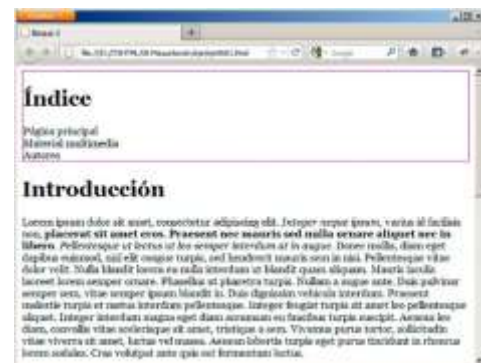 Índice
Página principal
Material multimedia
Autores
Introducción
Lorem ipsum dolor sit amet, consectetur adipiscing elit. Integer neque ipsum, varius id facilisis
non, placerat sit amet eros. Praesent nec mauris sed nulla ornare aliquet nec in
libero. Pellentesque ut lectus ut leo semper interdum at in augue. Donec mollis, diam eget
dapibus euismod, nisl elit congue turpis, sed hendrerit mauris sem in nisi. Pellentesque vitae
dolor velit. Nulla blandit lorem eu nulla interdum ut blandit quam aliquam. Mauris iaculis
laoreet lorem semper ornare. Phasellus ut pharetra turpis. Nullam a augue ante. Duis pulvinar
semper sem, vitae semper ipsum blandit in. Duis dignissim vehicula interdum. Praesent
molestie turpis et metus interdum pellentesque. Integer feugiat turpis sit amet leo pellentesque
aliquet. Integer interdum magna eget diam accumsan eu faucibus turpis suscipit. Aenean leo
diam, convallis vitae scelerisque sit amet, tristique a sem. Vivamus purus tortor, sollicitudin
vitae viverra sit amet, luctus vel massa. Aenean lobortis turpis eget purus tincidunt in rhoncus
lorem sodales. Cras volutpat ante quis est fermentum luctus.